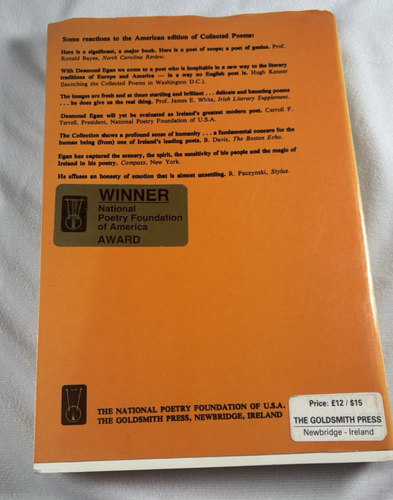 Some reactions to the American edition of Collected Poems:
Here is a significant, a major book. Here is a poet of scope; a poet of genius. Prof.
Ronald Bayes, North Carolina Review.
With Desmond Egan we come to a poet who is hospitable in a new way to the literary
traditions of Europe and America — in a way no English poet is. Hugh Kenner
(launching the Collected Poems in Washington D.C.).
The images are fresh and at times startling and brilliant . . . delicate and haunting poems
. . . he does give us the real thing. Prof. James E. White, Irish Literary Supplement.
Desmond Egan will yet be evaluated as Ireland's greatest modern poet. Carroll F.
Terrell, President, National Poetry Foundation of U.S.A.
The Collection shows a profound sense of humanity . . . a fundamental concern for the
human being (from) one of Ireland's leading poets. B. Davis, The Boston Echo.
Egan has captured the scenery, the spirit, the sensitivity of his people and the magic of
Ireland in his poetry. Compass, New York.
He effuses an honesty of emotion that is almost unsettling. R. Paczynski, Stylus.
WINNER
National
Poetry Foundation
of America
AWARD
THE NATIONAL POETRY FOUNDATION OF U.S.A.
THE GOLDSMITH PRESS, NEWBRIDGE, IRELAND
Price: £12 / $15
THE GOLDSMITH PRESS
Newbridge - Ireland